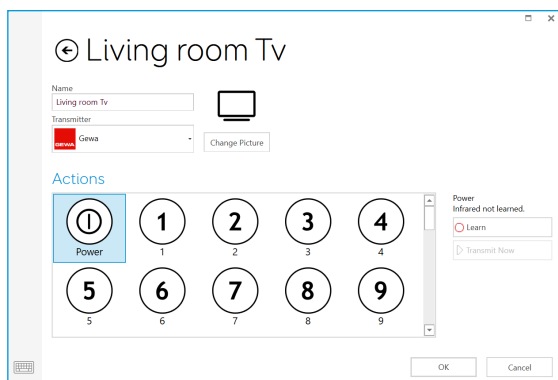 Living room Tv
Name
Living room Tv
Transmitter
GEWA
Gewa
Change Picture
Actions
Power
Infrared not learned.
1
2
3
4
Learn
Power
1
2
3
4
Transmit Now
5
6
7
8
9
5
6
7
8
9
OK
Cancel